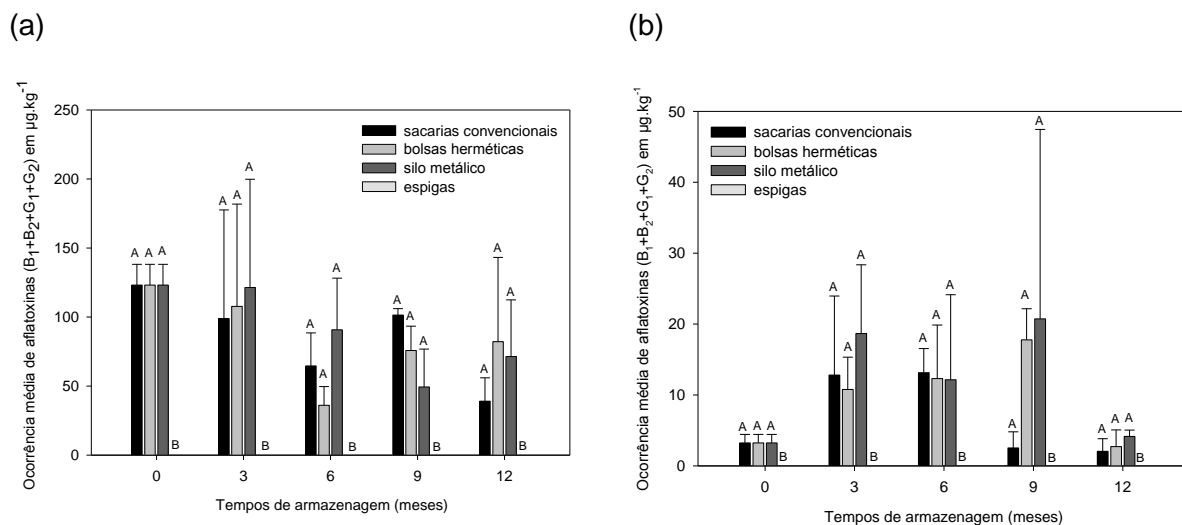 (a)
Ocorrência média de aflatoxinas (B1+B2+G1+G2) em µg.kg-1
250
200
150
100
50
0
sacarias convencionais
bolsas herméticas
silo metálico
espigas
A A A B
A A A B
A A A B
A A A B
A A A B
0 3 6 9 12
Tempos de armazenagem (meses)
(b)
Ocorrência média de aflatoxinas (B1+B2+G1+G2) em µg.kg-1
50
40
30
20
10
0
sacarias convencionais
bolsas herméticas
silo metálico
espigas
A A A B
A A A B
A A A B
A A A B
A A A B
0 3 6 9 12
Tempos de armazenagem (meses)